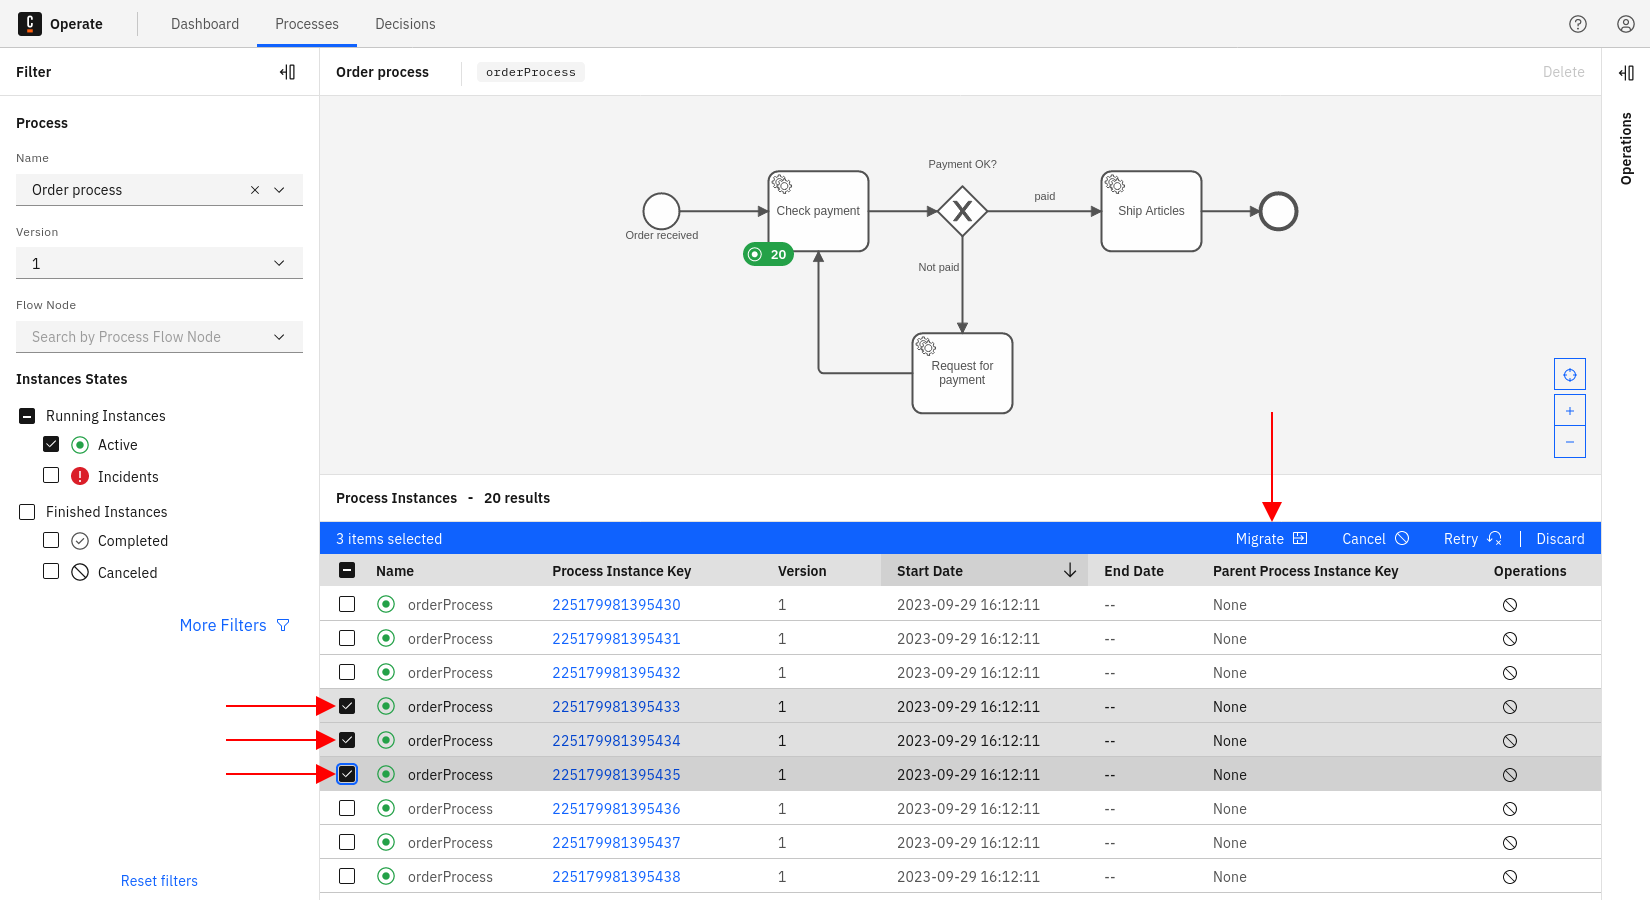 C Operate Dashboard Processes Decisions
Filter
Process
Name
Order process
Version
1
Flow Node
Search by Process Flow Node
Instances States
Running Instances
Active
Incidents
Finished Instances
Completed
Canceled
More Filters
Reset filters
Order process orderProcess Delete
Payment OK?
Check payment
paid
Ship Articles
Order received
20
Not paid
Request for
payment
Operations
Process Instances - 20 results
3 items selected Migrate Cancel Retry Discard
Name Process Instance Key Version Start Date End Date Parent Process Instance Key Operations
orderProcess 225179981395430 1 2023-09-29 16:12:11 -- None
orderProcess 225179981395431 1 2023-09-29 16:12:11 -- None
orderProcess 225179981395432 1 2023-09-29 16:12:11 -- None
orderProcess 225179981395433 1 2023-09-29 16:12:11 -- None
orderProcess 225179981395434 1 2023-09-29 16:12:11 -- None
orderProcess 225179981395435 1 2023-09-29 16:12:11 -- None
orderProcess 225179981395436 1 2023-09-29 16:12:11 -- None
orderProcess 225179981395437 1 2023-09-29 16:12:11 -- None
orderProcess 225179981395438 1 2023-09-29 16:12:11 -- None